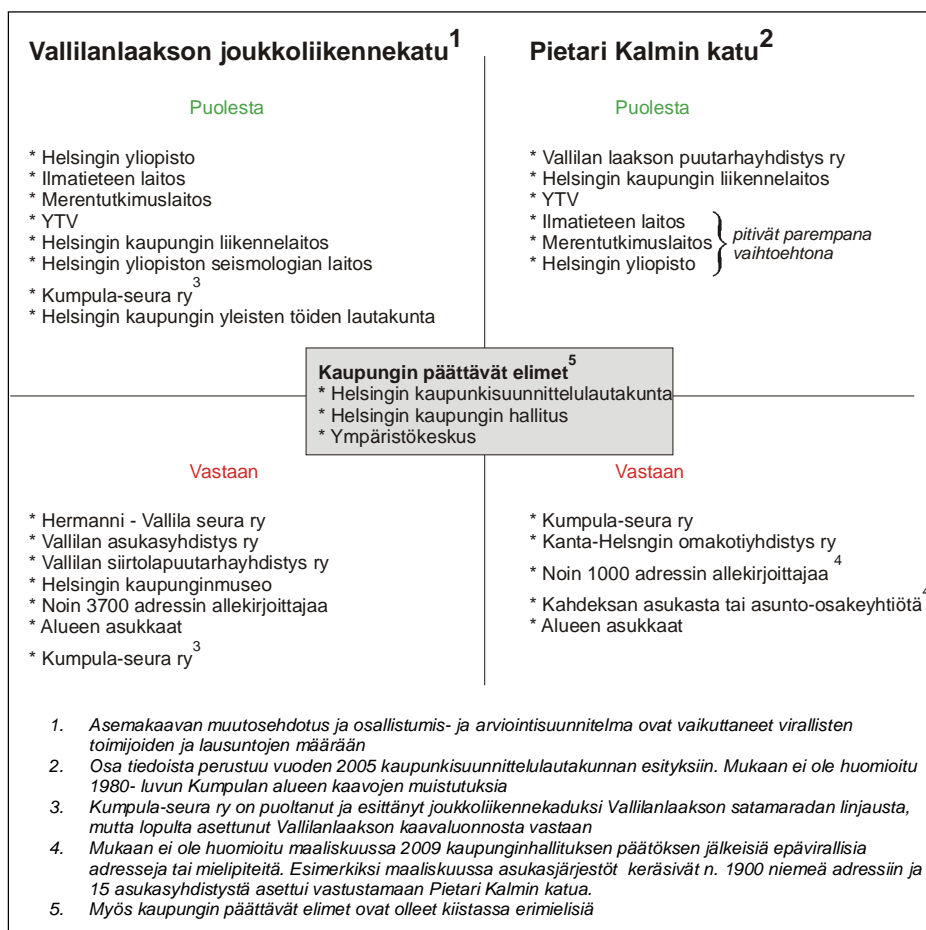 Vallilanlaakson joukkoliikennekatu1
Puolesta
* Helsingin yliopisto
* Ilmatieteen laitos
* Merentutkimuslaitos
* YTV
* Helsingin kaupungin liikennelaitos
* Helsingin yliopiston seismologian laitos
* Kumpula-seura ry3
* Helsingin kaupungin yleisten töiden lautakunta
Pietari Kalmin katu2
Puolesta
* Vallilan laakson puutarhayhdistys ry
* Helsingin kaupungin liikennelaitos
* YTV
* Ilmatieteen laitos
* Merentutkimuslaitos
* Helsingin yliopisto
pitivät parempana
vaihtoehtona
Kaupungin päättävät elimet5
* Helsingin kaupunkisuunnittelulautakunta
* Helsingin kaupungin hallitus
* Ympäristökeskus
Vastaan
* Hermanni - Vallila seura ry
* Vallilan asukasyhdistys ry
* Vallilan siirtolapuutarhayhdistys ry
* Helsingin kaupunginmuseo
* Noin 3700 adressin allekirjoittajaa
* Alueen asukkaat
* Kumpula-seura ry3
Vastaan
* Kumpula-seura ry
* Kanta-Helsngin omakotiyhdistys ry
* Noin 1000 adressin allekirjoittajaa 4
* Kahdeksan asukasta tai asunto-osakeyhtiötä4
* Alueen asukkaat
1. Asemakaavan muutosehdotus ja osallistumis- ja arviointisuunnitelma ovat vaikuttaneet virallisten
toimijoiden ja lausuntojen määrään
2. Osa tiedoista perustuu vuoden 2005 kaupunkisuunnittelulautakunnan esityksiin. Mukaan ei ole huomioitu
1980- luvun Kumpulan alueen kaavojen muistutuksia
3. Kumpula-seura ry on puoltanut ja esittänyt joukkoliikennekaduksi Vallilanlaakson satamaradan linjausta,
mutta lopulta asettunut Vallilanlaakson kaavaluonnosta vastaan
4. Mukaan ei ole huomioitu maaliskuussa 2009 kaupunginhallituksen päätöksen jälkeisiä epävirallisia
adresseja tai mielipiteitä. Esimerkiksi maaliskuussa asukasjärjestöt keräsivät n. 1900 niemeä adressiin ja
15 asukasyhdistystä asettui vastustamaan Pietari Kalmin katua.
5. Myös kaupungin päättävät elimet ovat olleet kiistassa erimielisiä